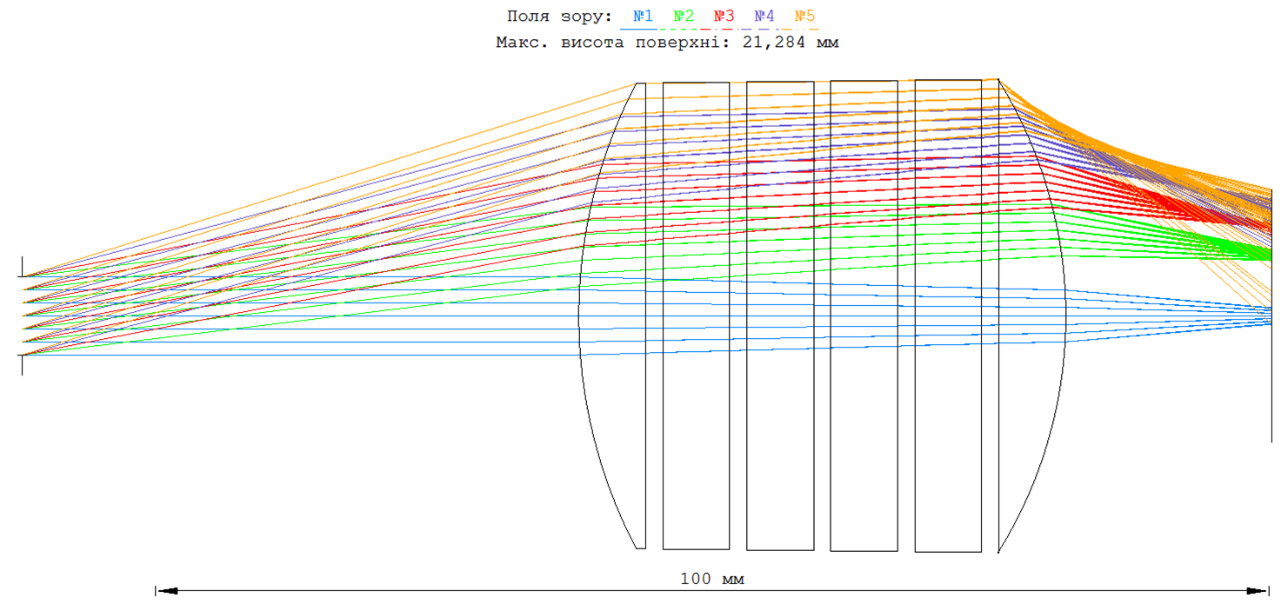 Поля зору: №1 №2 №3 №4 №5
Макс. висота поверхні: 21,284 мм
100 мм